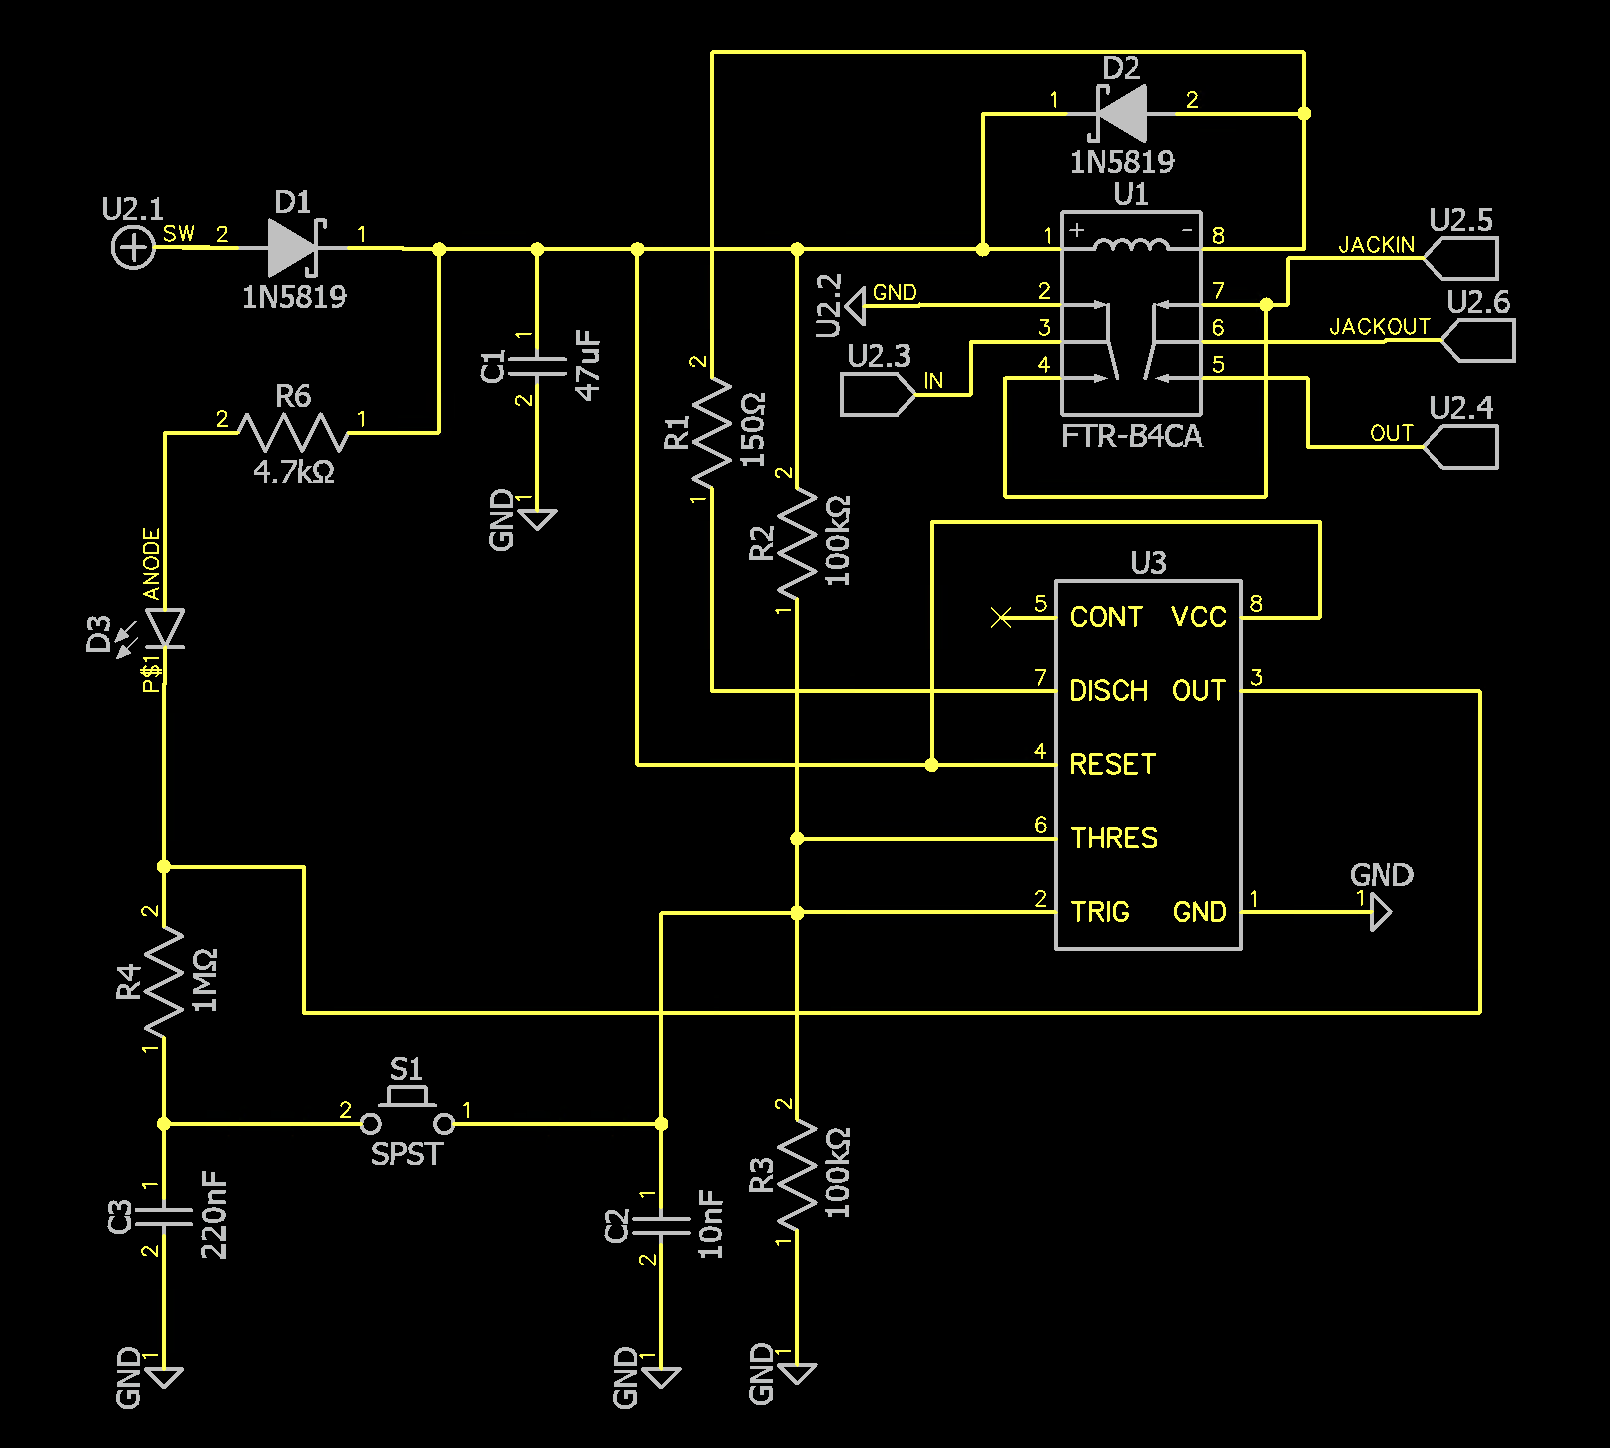 D2
1
2
1N5819
U1
U2.1
SW
2
D1
1
1N5819
1
+
-
8
U2.5
JACKIN
U2.2
GND
2
7
U2.6
3
6
JACKOUT
U2.3
IN
4
5
U2.4
OUT
FTR-B4CA
C1
1
2
47uF
GND
1
R6
2
1
4.7kΩ
R1
2
1
150Ω
R2
2
1
100kΩ
ANODE
D3
P$1
U3
5
CONT
VCC
8
7
DISCH
OUT
3
4
RESET
6
THRES
2
TRIG
GND
1
GND
1
R4
2
1
1MΩ
S1
2
1
SPST
C3
1
2
220nF
GND
1
C2
1
2
10nF
GND
1
R3
2
1
100kΩ
GND
1